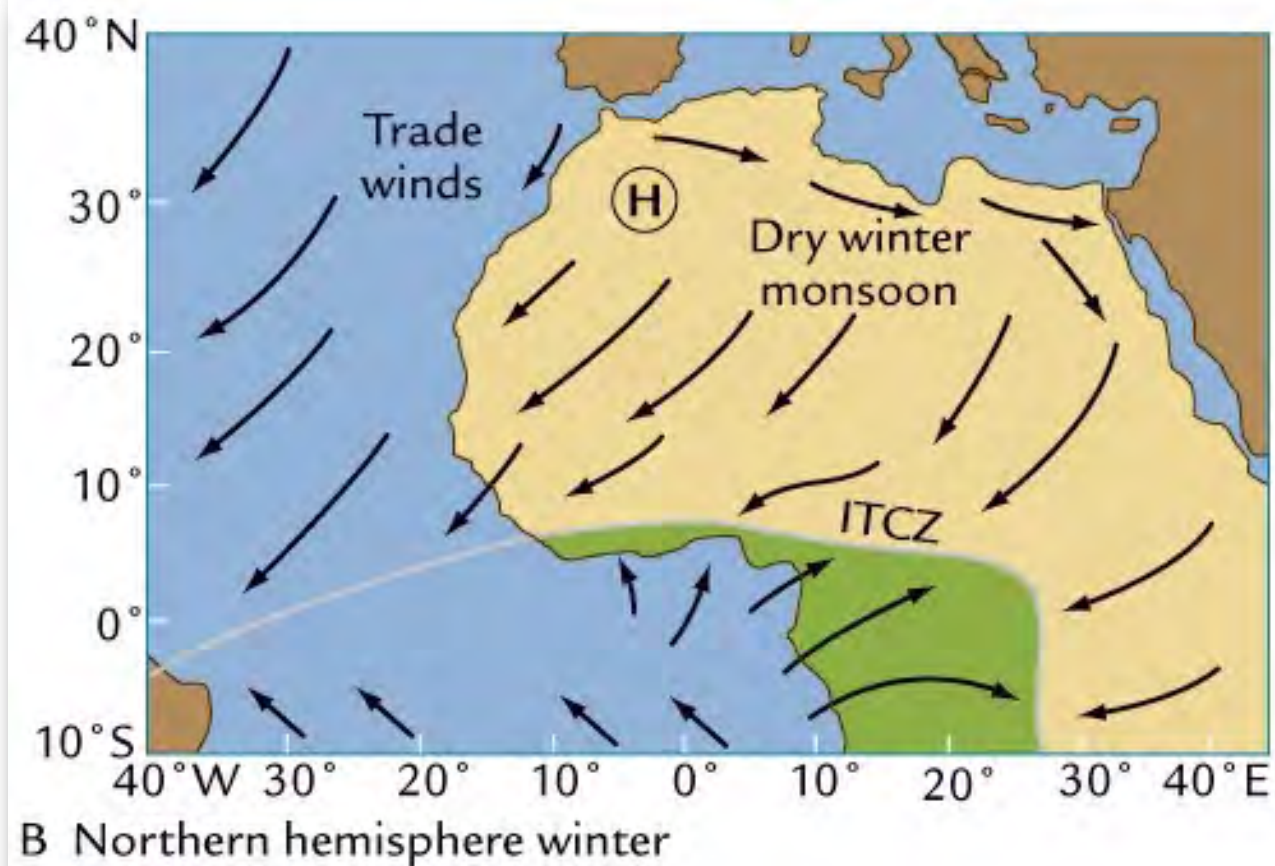 40°N
Trade
winds
H
30°
Dry winter
monsoon
20°
10°
ITCZ
0°
10°S
40°W 30° 20° 10° 0° 10° 20° 30° 40°E
B Northern hemisphere winter